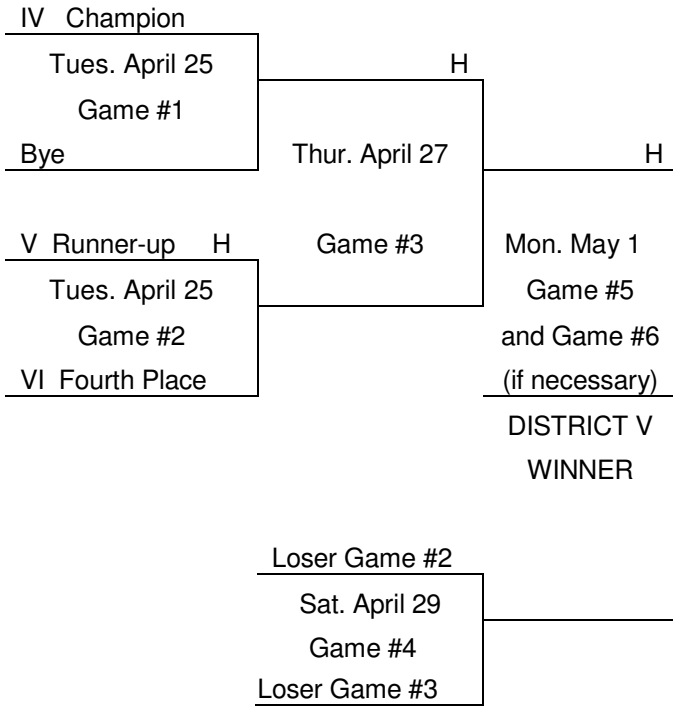 IV Champion
Tues. April 25
H
Game #1
Bye
Thur. April 27
H
V Runner-up H
Game #3
Mon. May 1
Tues. April 25
Game #5
Game #2
and Game #6
VI Fourth Place
(if necessary)
DISTRICT V
WINNER
Loser Game #2
Sat. April 29
Game #4
Loser Game #3